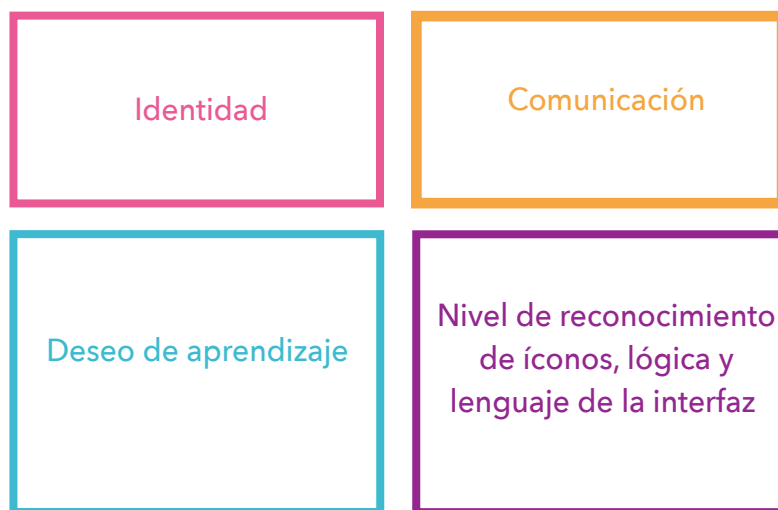 Identidad
Comunicación
Deseo de aprendizaje
Nivel de reconocimiento
de íconos, lógica y
lenguaje de la interfaz